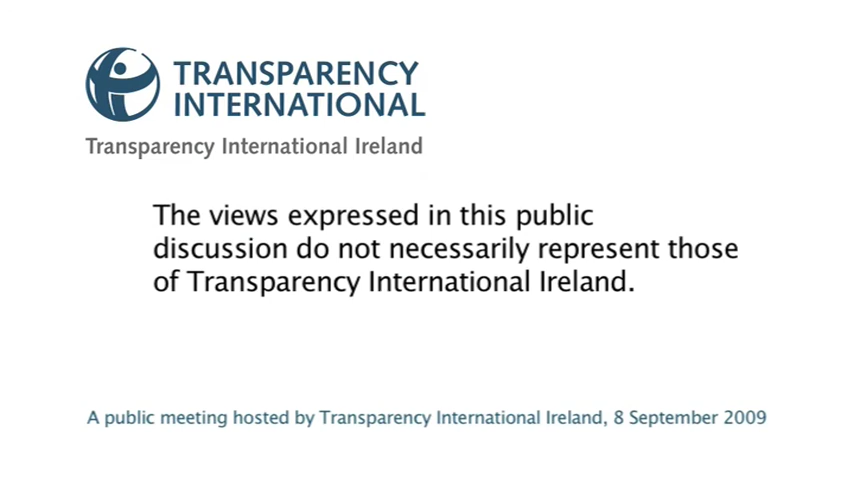 TRANSPARENCY
INTERNATIONAL
Transparency International Ireland
The views expressed in this public
discussion do not necessarily represent those
of Transparency International Ireland.
A public meeting hosted by Transparency International Ireland, 8 September 2009